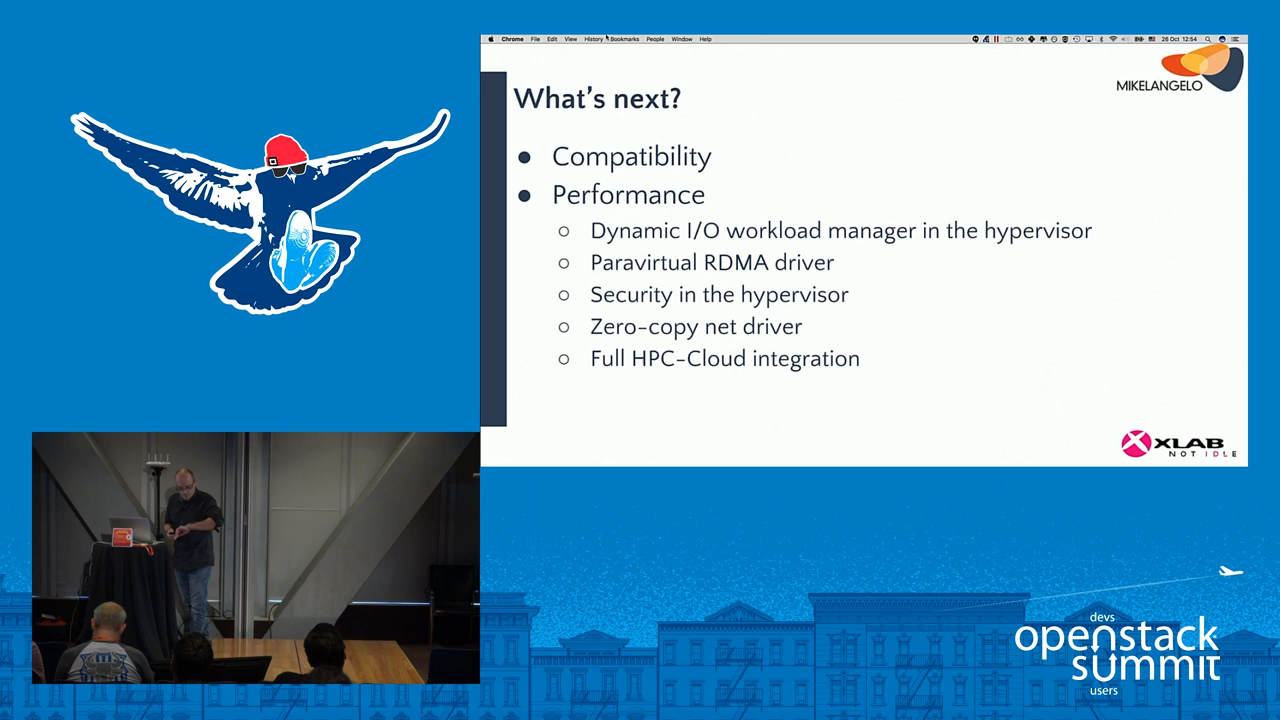 Chrome File Edit View History Bookmarks People Window Help
26 Oct 12:54
MIKELANGELO
What's next?
● Compatibility
● Performance
○ Dynamic I/O workload manager in the hypervisor
○ Paravirtual RDMA driver
○ Security in the hypervisor
○ Zero-copy net driver
○ Full HPC-Cloud integration
XLAB
NOT IDLE
devs
openstack
summit
users